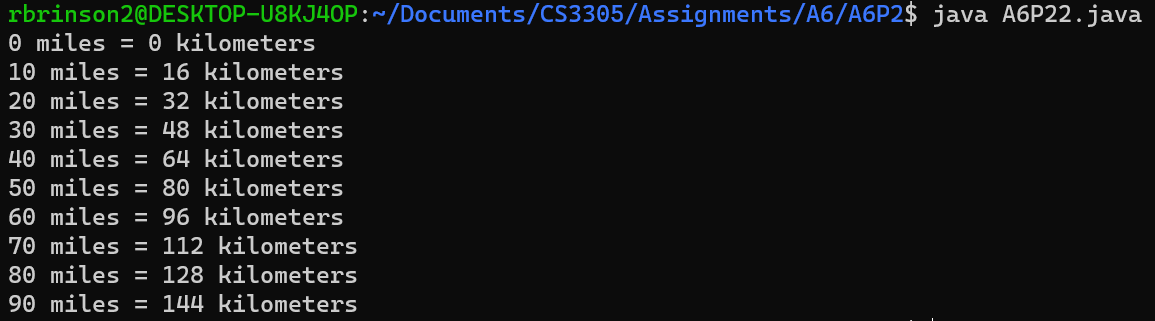 rbrinson2@DESKTOP-U8KJ4OP:~/Documents/CS3305/Assignments/A6/A6P2$ java A6P22.java
0 miles = 0 kilometers
10 miles = 16 kilometers
20 miles = 32 kilometers
30 miles = 48 kilometers
40 miles = 64 kilometers
50 miles = 80 kilometers
60 miles = 96 kilometers
70 miles = 112 kilometers
80 miles = 128 kilometers
90 miles = 144 kilometers